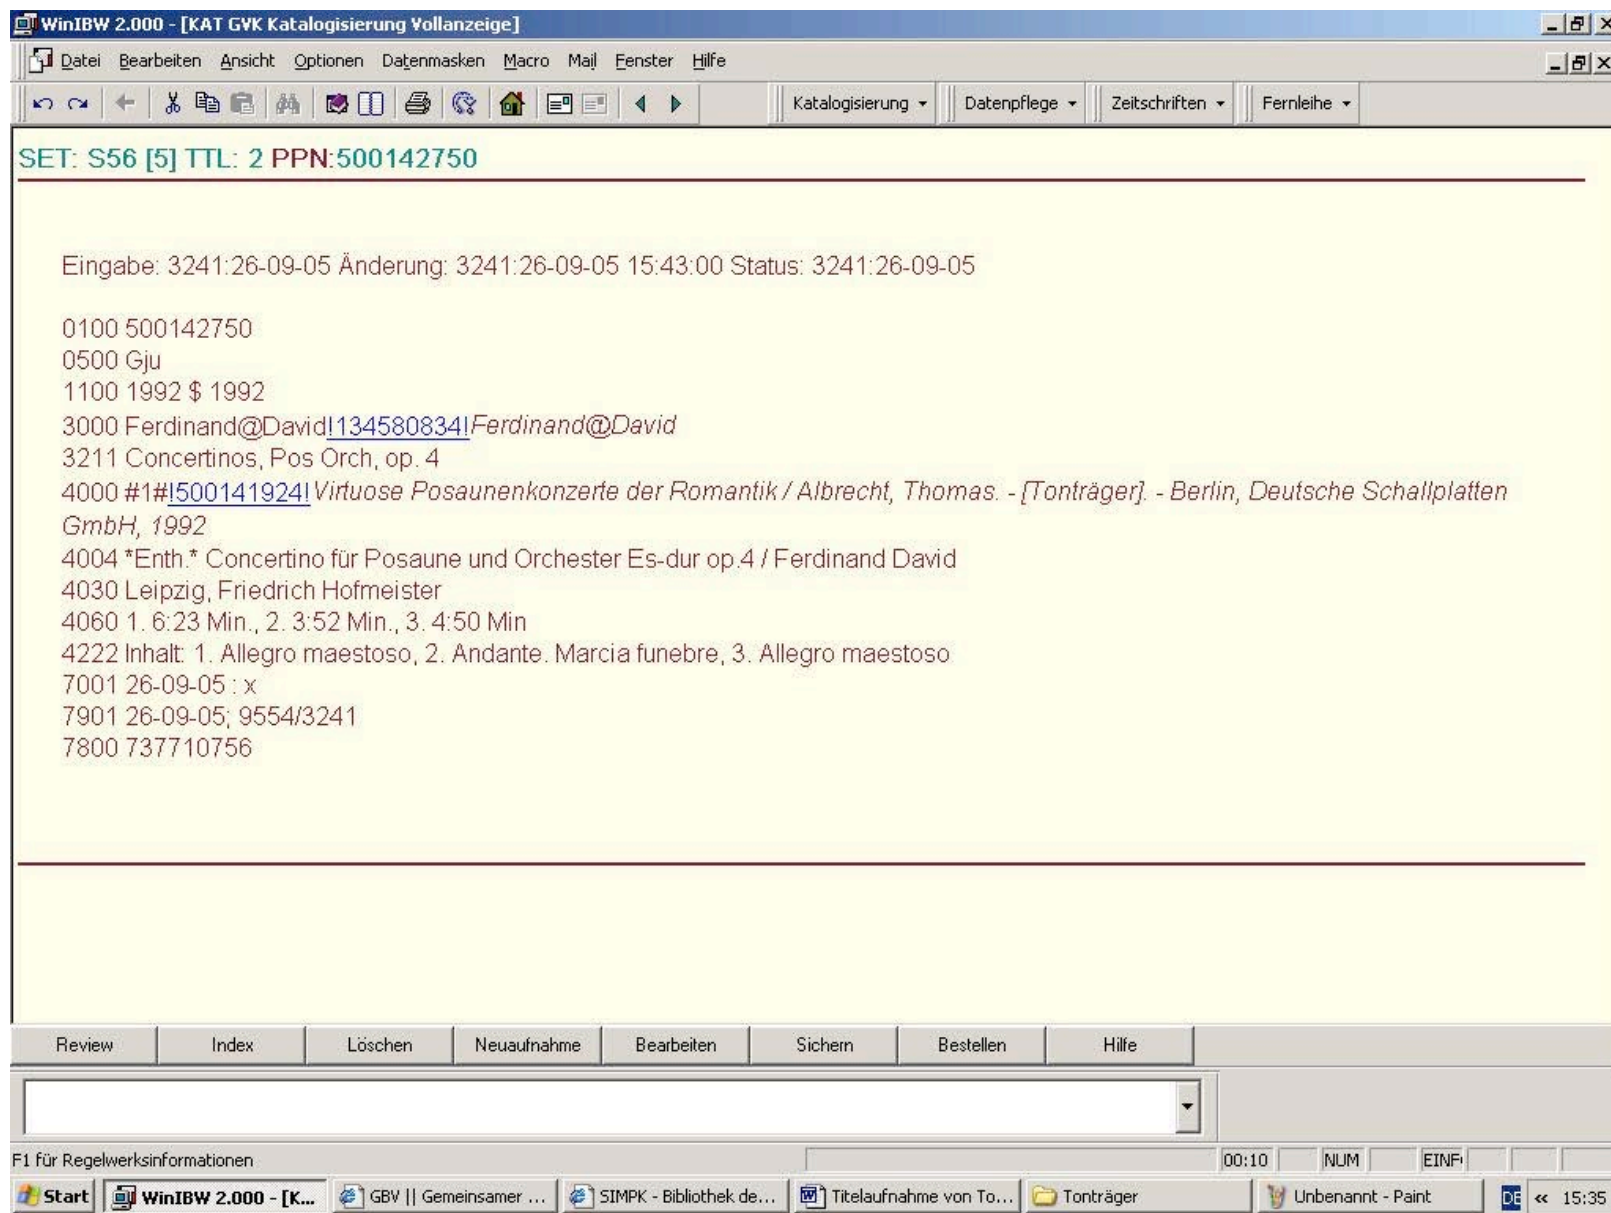 WinIBW 2.000 - [KAT GVK Katalogisierung Vollanzeige]
Datei Bearbeiten Ansicht Optionen Datenmasken Macro Mail Fenster Hilfe
Katalogisierung Datenpflege Zeitschriften Fernleihe
SET: S56 [5] TTL: 2 PPN:500142750
Eingabe: 3241:26-09-05 Änderung: 3241:26-09-05 15:43:00 Status: 3241:26-09-05
0100 500142750
0500 Gju
1100 1992 $ 1992
3000 Ferdinand@David!134580834!Ferdinand@David
3211 Concertinos, Pos Orch, op. 4
4000 #1#!500141924!Virtuose Posaunenkonzerte der Romantik / Albrecht, Thomas. - [Tonträger]. - Berlin, Deutsche Schallplatten
GmbH, 1992
4004 *Enth.* Concertino für Posaune und Orchester Es-dur op.4 / Ferdinand David
4030 Leipzig, Friedrich Hofmeister
4060 1. 6:23 Min., 2. 3:52 Min., 3. 4:50 Min
4222 Inhalt: 1. Allegro maestoso, 2. Andante. Marcia funebre, 3. Allegro maestoso
7001 26-09-05 : x
7901 26-09-05; 9554/3241
7800 737710756
Review Index Löschen Neuaufnahme Bearbeiten Sichern Bestellen Hilfe
F1 für Regelwerksinformationen 00:10 NUM EINF
Start WinIBW 2.000 - [K... GBV || Gemeinsamer ... SIMPK - Bibliothek de... Titelaufnahme von To... Tonträger Unbenannt - Paint DE « 15:35